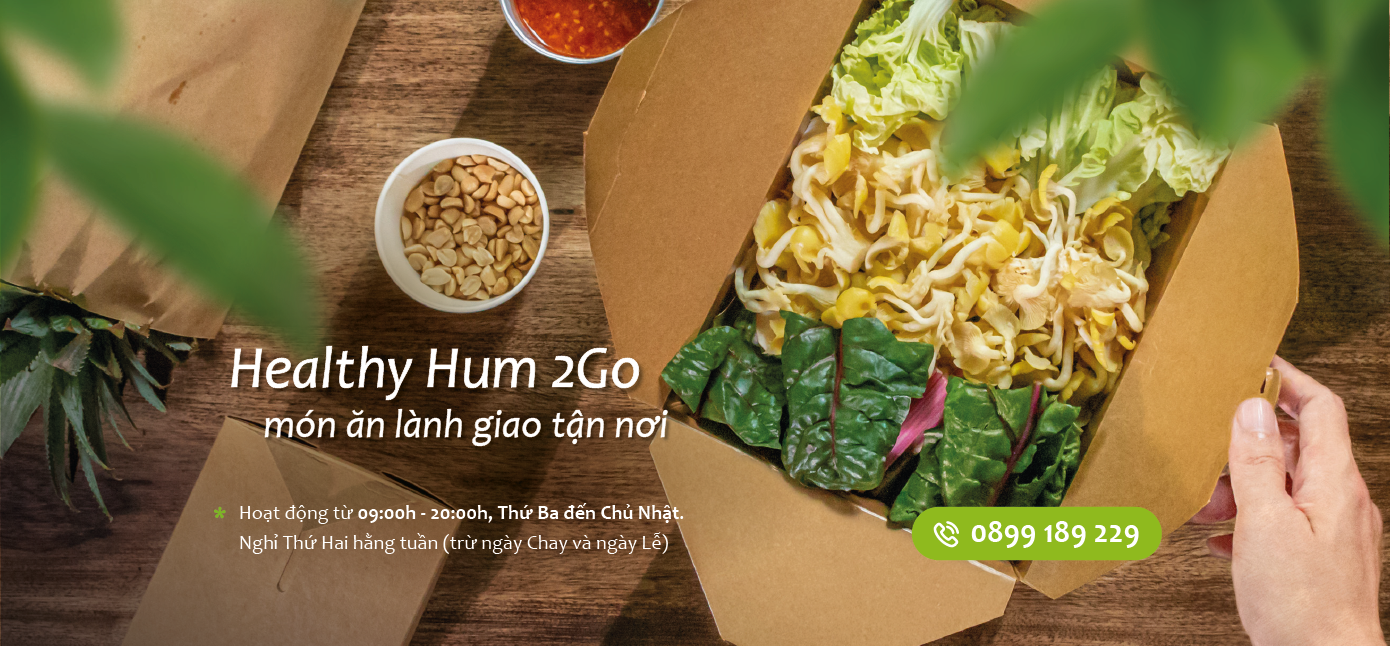 Healthy Hum 2Go
món ăn lành giao tận nơi
* Hoạt động từ 09:00h - 20:00h, Thứ Ba đến Chủ Nhật.
Nghỉ Thứ Hai hằng tuần (trừ ngày Chay và ngày Lễ)
0899 189 229